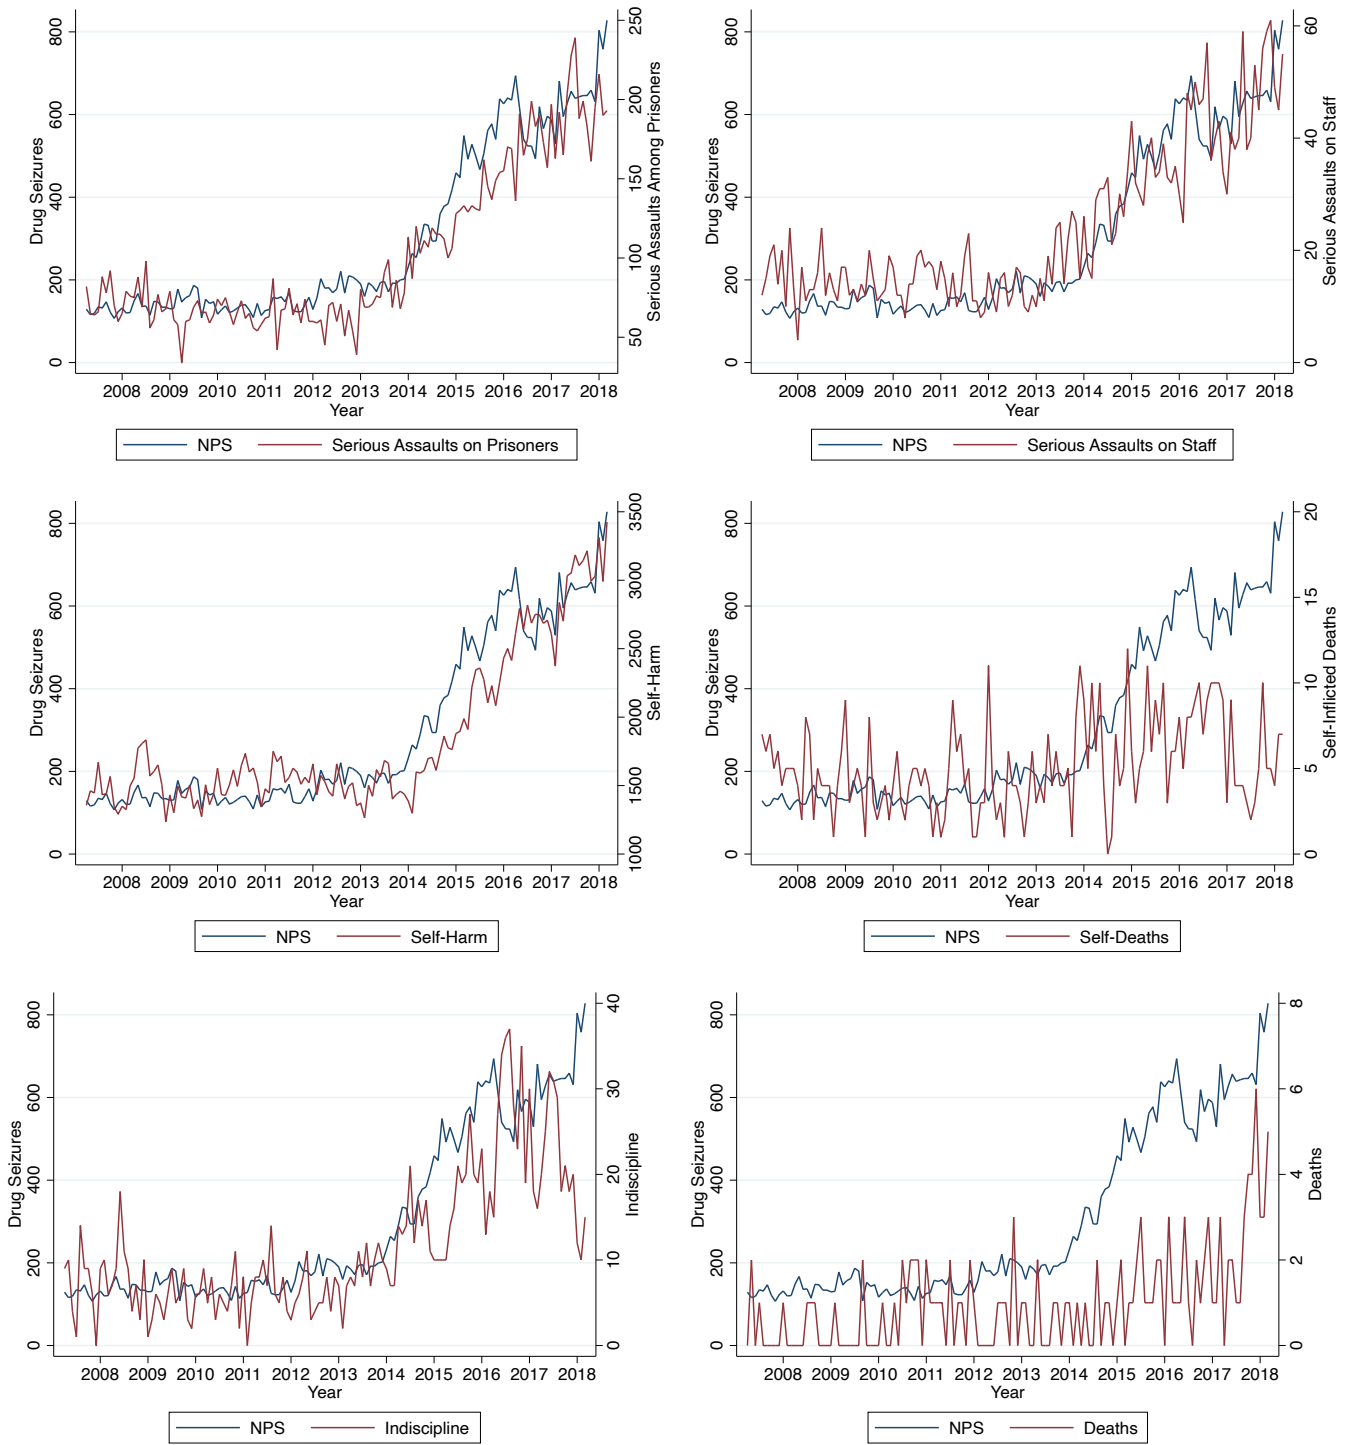 Drug Seizures
0 200 400 600 800
Serious Assaults Among Prisoners
50 100 150 200 250
2008 2009 2010 2011 2012 2013 2014 2015 2016 2017 2018
Year
NPS Serious Assaults on Prisoners
Drug Seizures
0 200 400 600 800
Serious Assaults on Staff
0 20 40 60
2008 2009 2010 2011 2012 2013 2014 2015 2016 2017 2018
Year
NPS Serious Assaults on Staff
Drug Seizures
0 200 400 600 800
Self-Harm
1000 1500 2000 2500 3000 3500
2008 2009 2010 2011 2012 2013 2014 2015 2016 2017 2018
Year
NPS Self-Harm
Drug Seizures
0 200 400 600 800
Self-Inflicted Deaths
0 5 10 15 20
2008 2009 2010 2011 2012 2013 2014 2015 2016 2017 2018
Year
NPS Self-Deaths
Drug Seizures
0 200 400 600 800
Indiscipline
0 10 20 30 40
2008 2009 2010 2011 2012 2013 2014 2015 2016 2017 2018
Year
NPS Indiscipline
Drug Seizures
0 200 400 600 800
Deaths
0 2 4 6 8
2008 2009 2010 2011 2012 2013 2014 2015 2016 2017 2018
Year
NPS Deaths